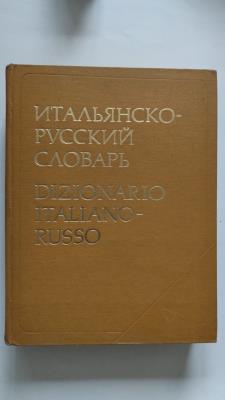 ИТАЛЬЯНСКО-
РУССКИЙ
СЛОВАРЬ
DIZIONARIO
ITALIANO-
RUSSO